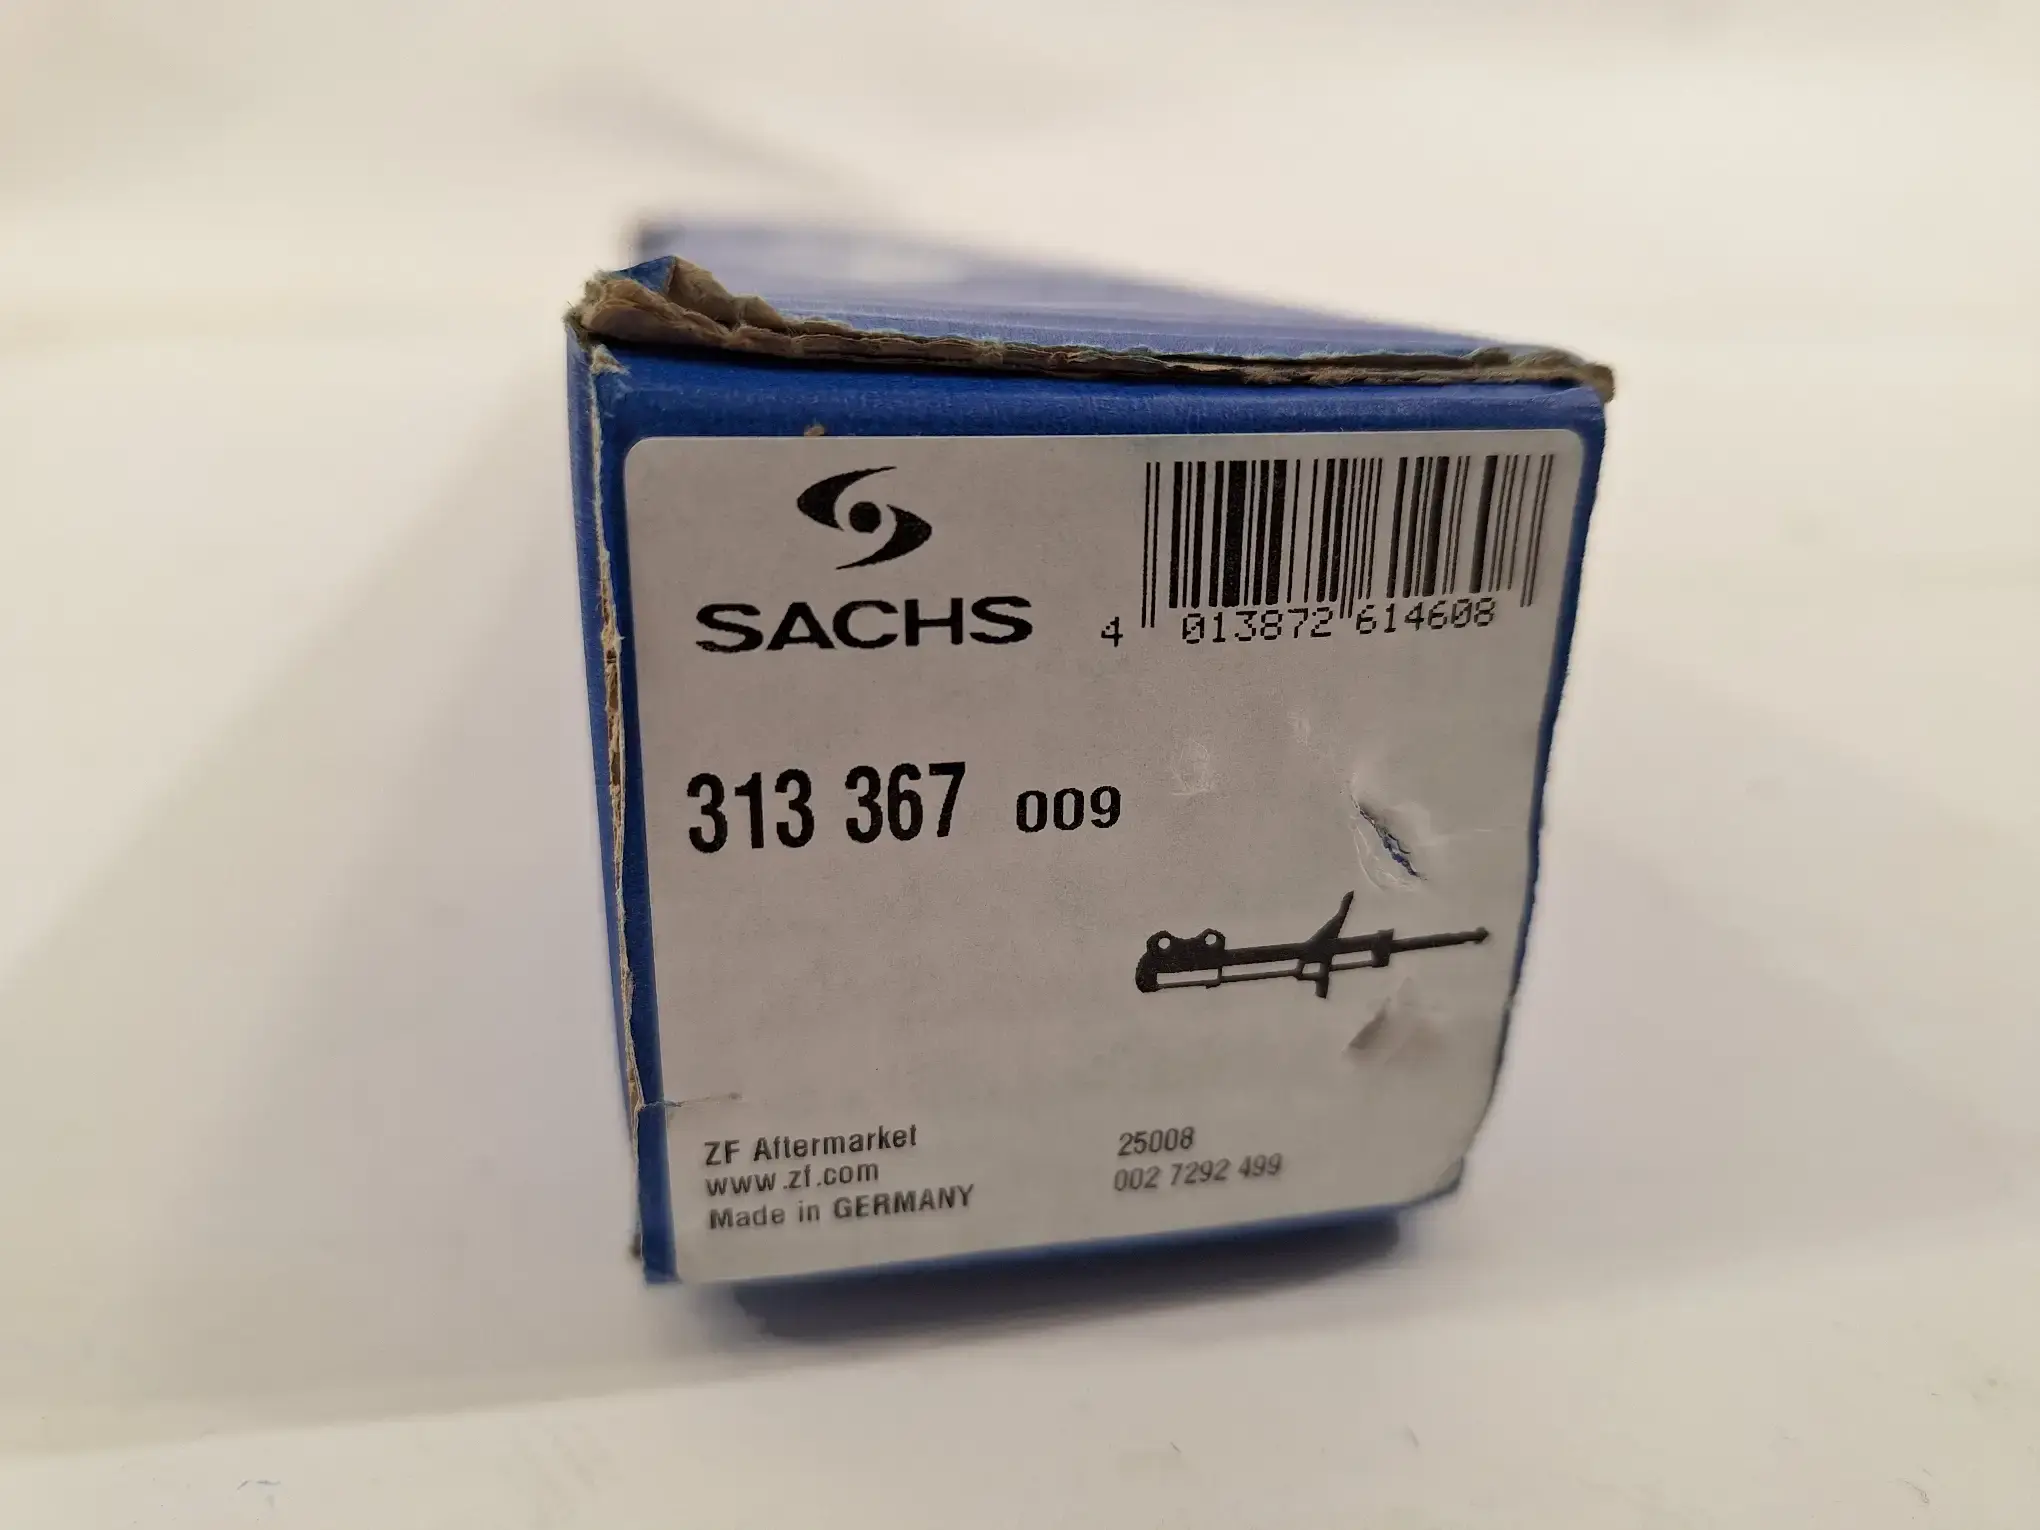 SACHS
4 013872 614608
313 367 009
ZF Aftermarket
www.zf.com
Made in GERMANY
25008
002 7292 499